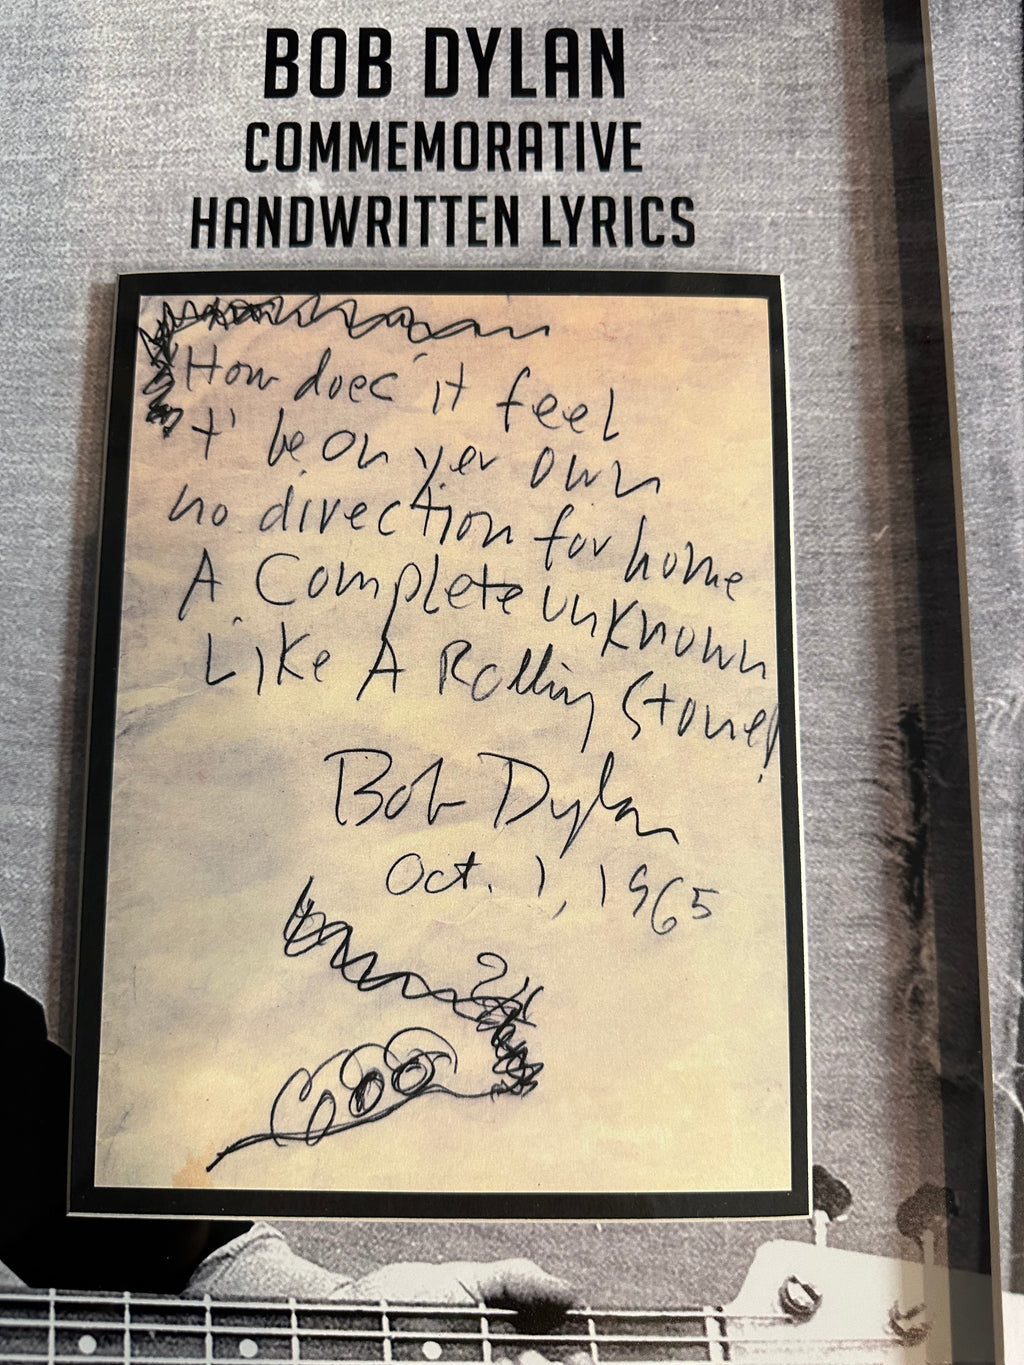 BOB DYLAN
COMMEMORATIVE
HANDWRITTEN LYRICS
How does it feel
t' be on yer own
no direction for home
A Complete unknown
Like A Rolling Stone!
Bob Dylan
Oct. 1, 1965